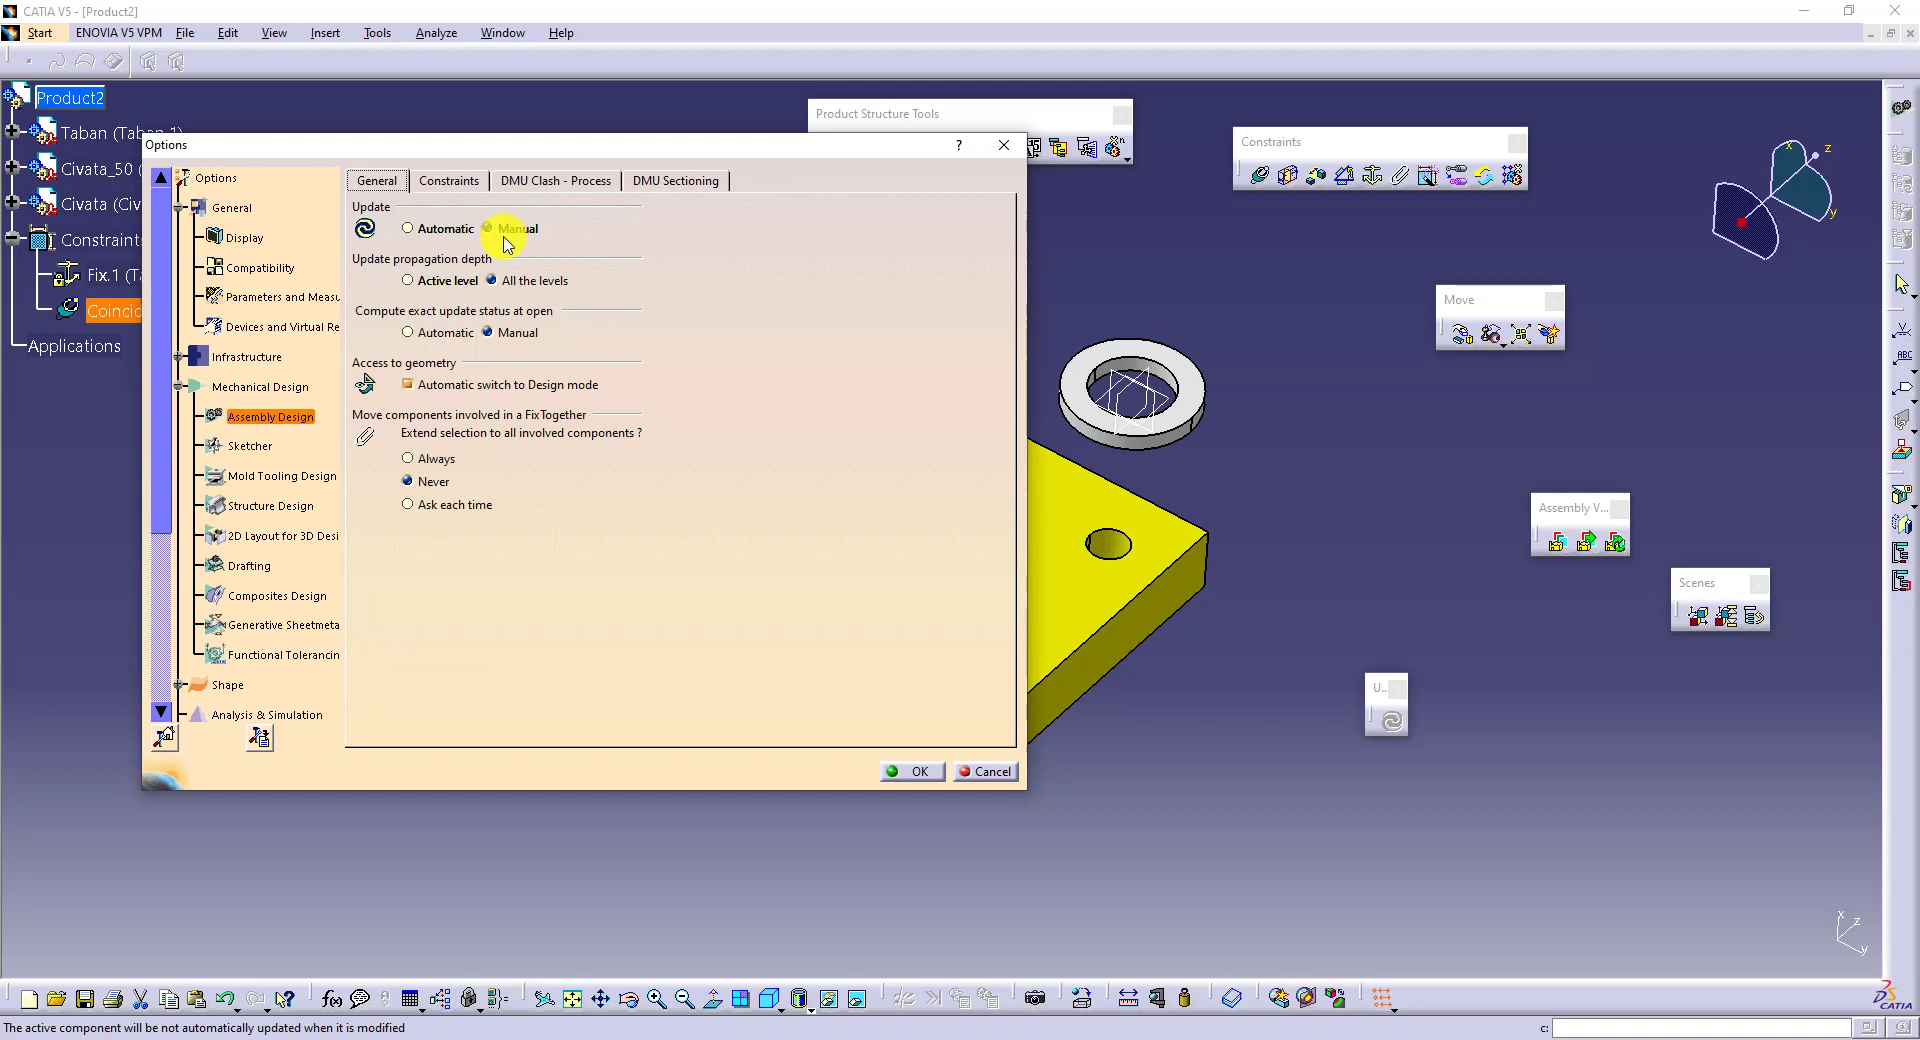 CATIA V5 - [Product2]
Start ENOVIA V5 VPM File Edit View Insert Tools Analyze Window Help
Product2
Taban (Taban.1)
Civata_50 (
Civata (Civ
Constraint
Fix.1 (T
Coincid
Applications
Options
?
Options
General
Display
Compatibility
Parameters and Measu
Devices and Virtual Re
Infrastructure
Mechanical Design
Assembly Design
Sketcher
Mold Tooling Design
Structure Design
2D Layout for 3D Desi
Drafting
Composites Design
Generative Sheetmeta
Functional Tolerancin
Shape
Analysis & Simulation
General Constraints DMU Clash - Process DMU Sectioning
Update
Automatic Manual
Update propagation depth
Active level All the levels
Compute exact update status at open
Automatic Manual
Access to geometry
Automatic switch to Design mode
Move components involved in a FixTogether
Extend selection to all involved components ?
Always
Never
Ask each time
OK Cancel
Product Structure Tools
Constraints
Move
Assembly V...
Scenes
U..
x
z
y
ABC
x
z
y
f(x)
CATIA
The active component will be not automatically updated when it is modified
c: